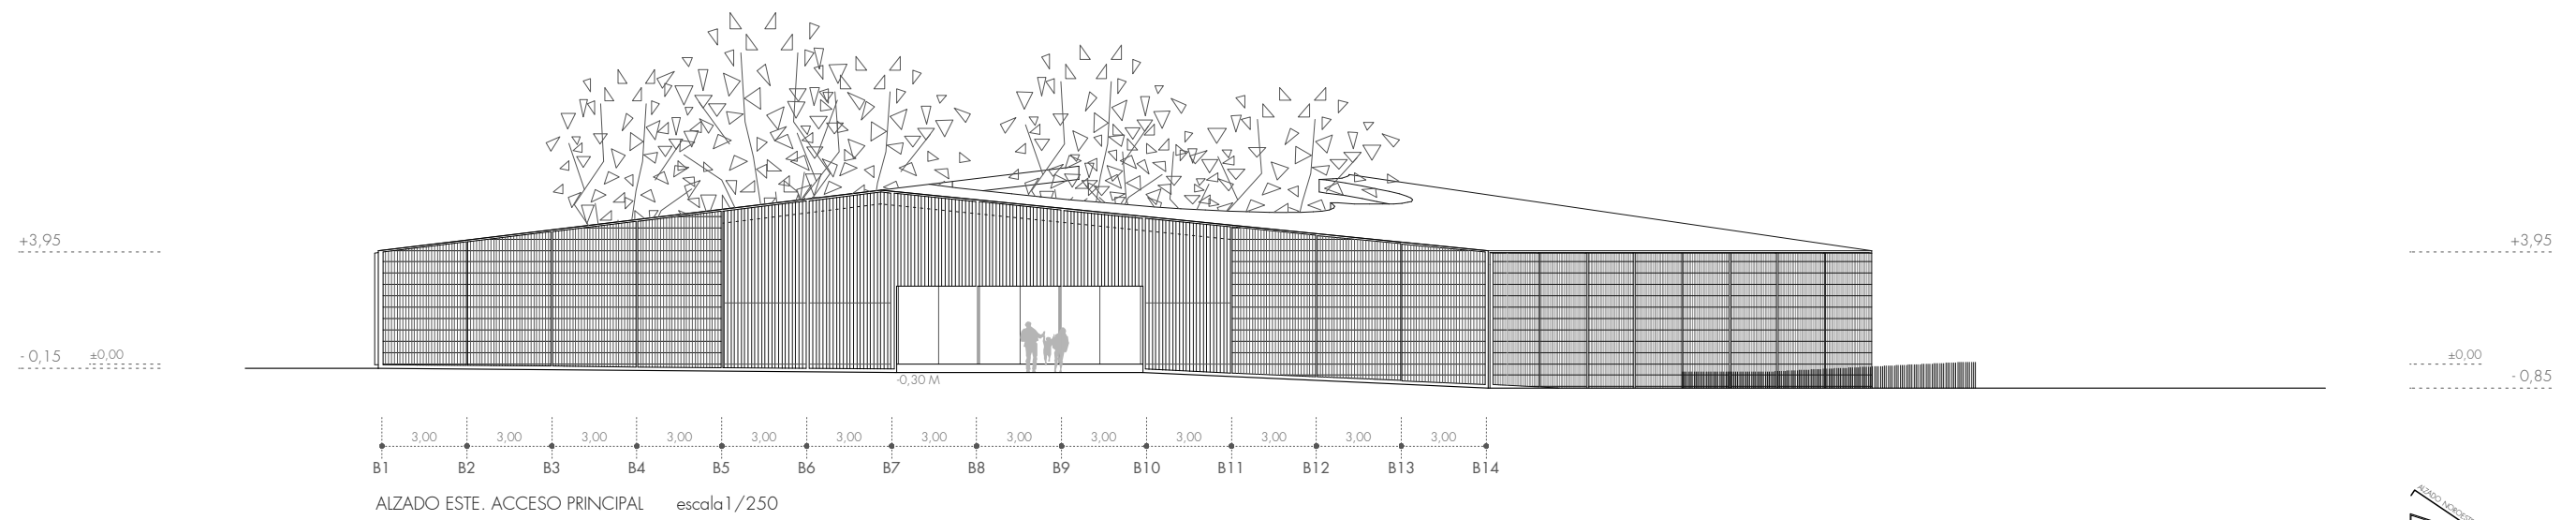 +3,95
+3,95
- 0,15
±0,00
±0,00
- 0,85
-0,30 M
3,00 3,00 3,00 3,00 3,00 3,00 3,00 3,00 3,00 3,00 3,00 3,00 3,00
B1 B2 B3 B4 B5 B6 B7 B8 B9 B10 B11 B12 B13 B14
ALZADO ESTE. ACCESO PRINCIPAL escala1/250
ALZADO NOROESTE